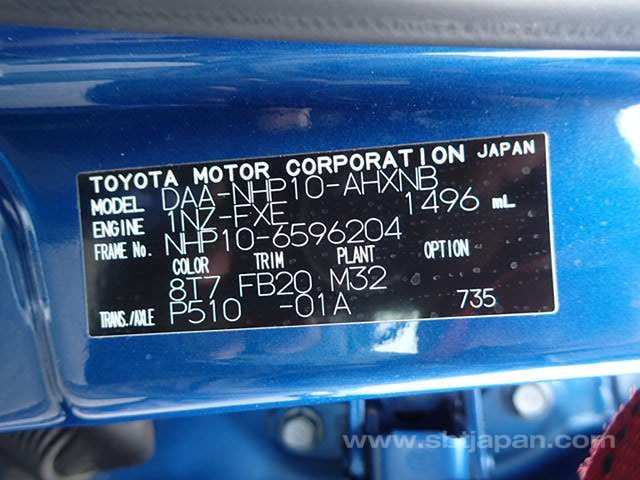 TOYOTA MOTOR CORPORATION JAPAN
MODEL DAA-NHP10-AHXNB
ENGINE 1NZ-FXE 1496 mL
FRAME No. NHP10-6596204
COLOR TRIM PLANT OPTION
8T7 FB20 M32
TRANS./AXLE P510 -01A 735
www.sbtjapan.com